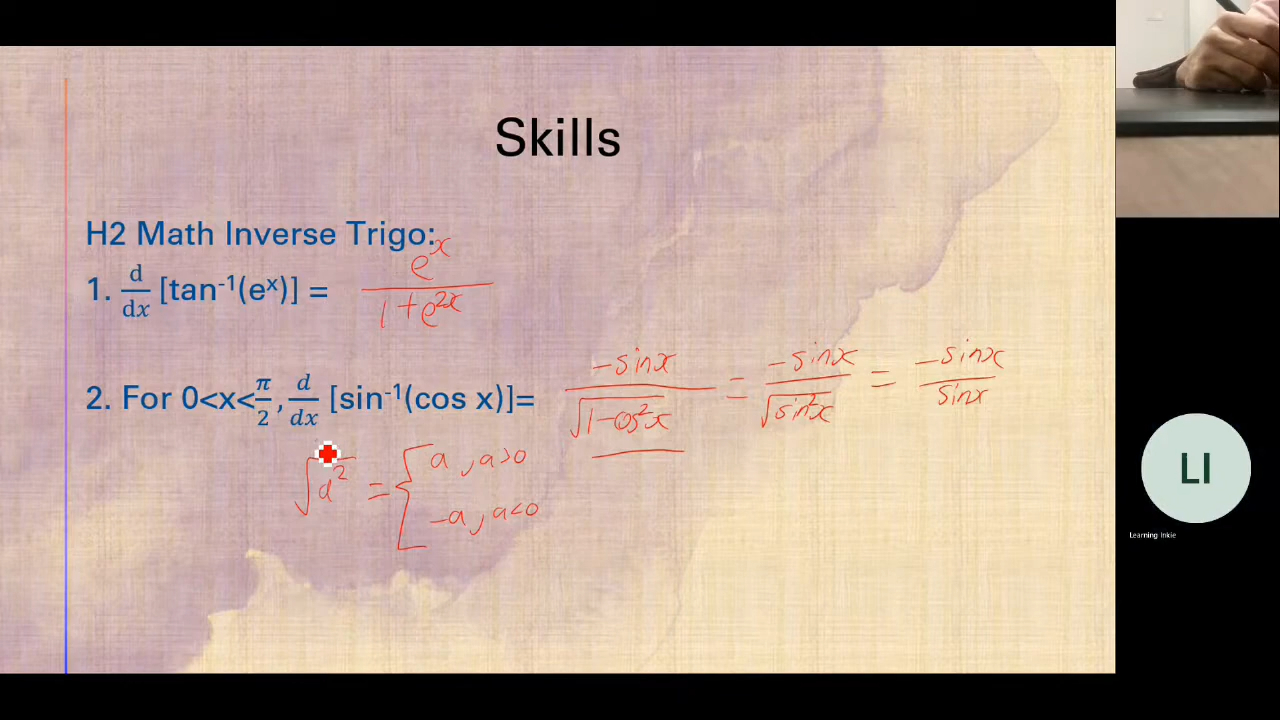 Skills
H2 Math Inverse Trigo:
1. d/dx [tan⁻¹(eˣ)] = eˣ/(1+e²ˣ)
2. For 0<x<π/2, d/dx [sin⁻¹(cos x)]= -sinx/√(1-cos²x) = -sinx/√(sin²x) = -sinx/sinx
√(a²) = { a, a>0
-a, a<0
LI
Learning Inkie